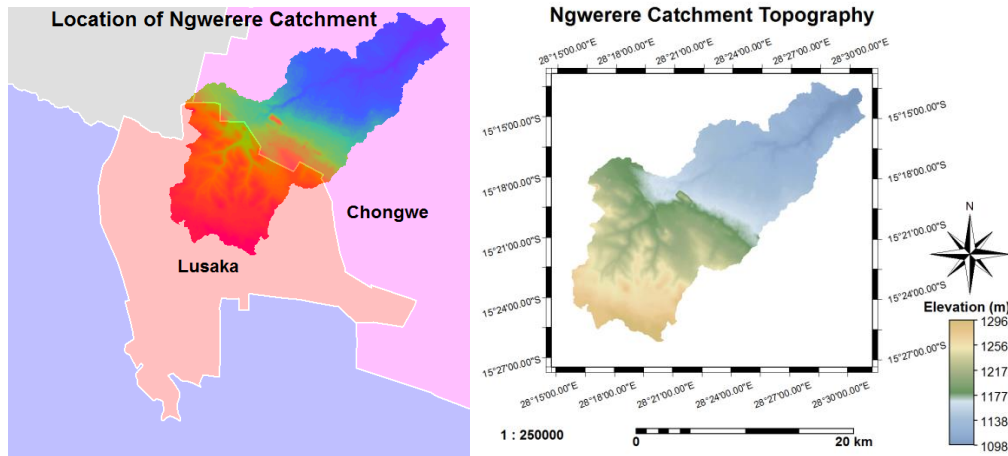 Location of Ngwerere Catchment
Chongwe
Lusaka
Ngwerere Catchment Topography
28°15'00.00"E
28°18'00.00"E
28°21'00.00"E
28°24'00.00"E
28°27'00.00"E
28°30'00.00"E
15°15'00.00"S
15°18'00.00"S
15°21'00.00"S
15°24'00.00"S
15°27'00.00"S
15°15'00.00"S
15°18'00.00"S
15°21'00.00"S
15°24'00.00"S
15°27'00.00"S
28°15'00.00"E
28°18'00.00"E
28°21'00.00"E
28°24'00.00"E
28°27'00.00"E
28°30'00.00"E
N
Elevation (m)
1296
1256
1217
1177
1138
1098
1 : 250000
0
20 km